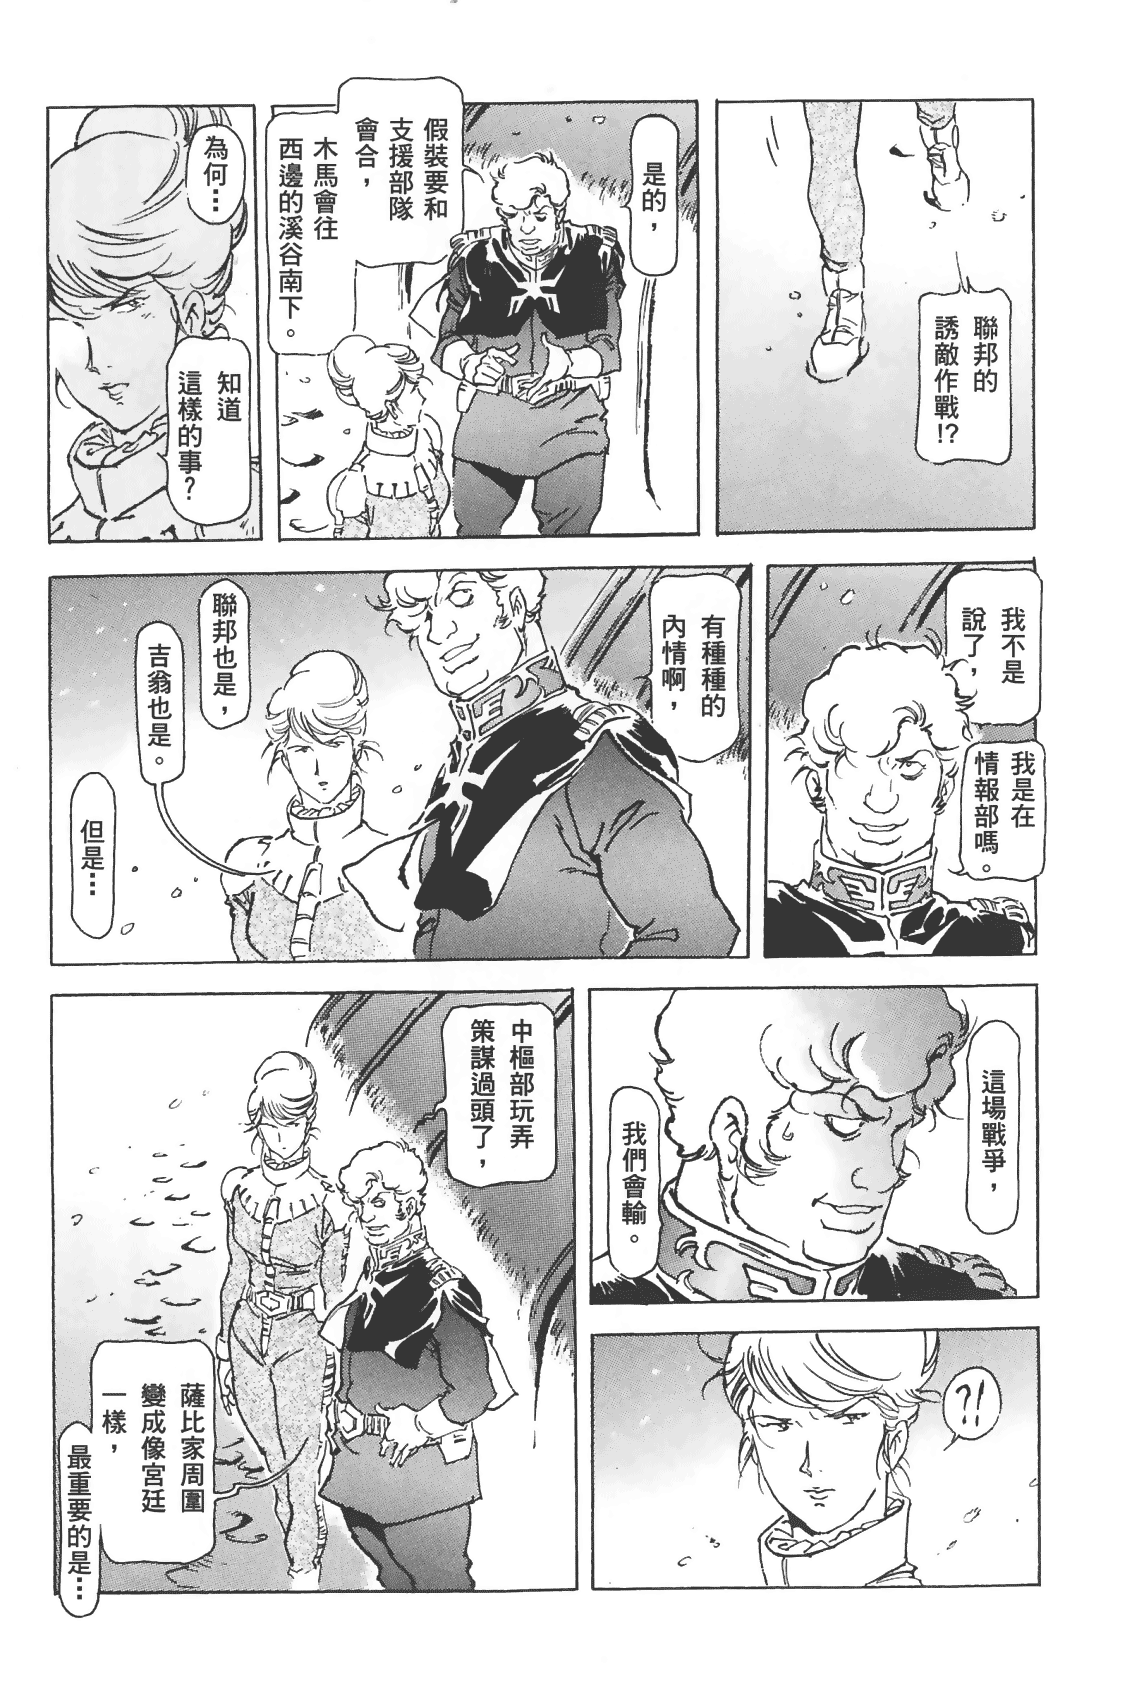 聯邦的
誘敵作戰!?
是的，
假裝要和
支援部隊
會合，
木馬會往
西邊的溪谷南下。
為何…
知道
這樣的事?
我不是
說了，
我是在
情報部嗎。
有種種的
內情啊，
聯邦也是，
吉翁也是。
但是…
這場戰爭，
我們會輸。
?!
中樞部玩弄
策謀過頭了，
薩比家周圍
變成像宮廷
一樣，
最重要的是…